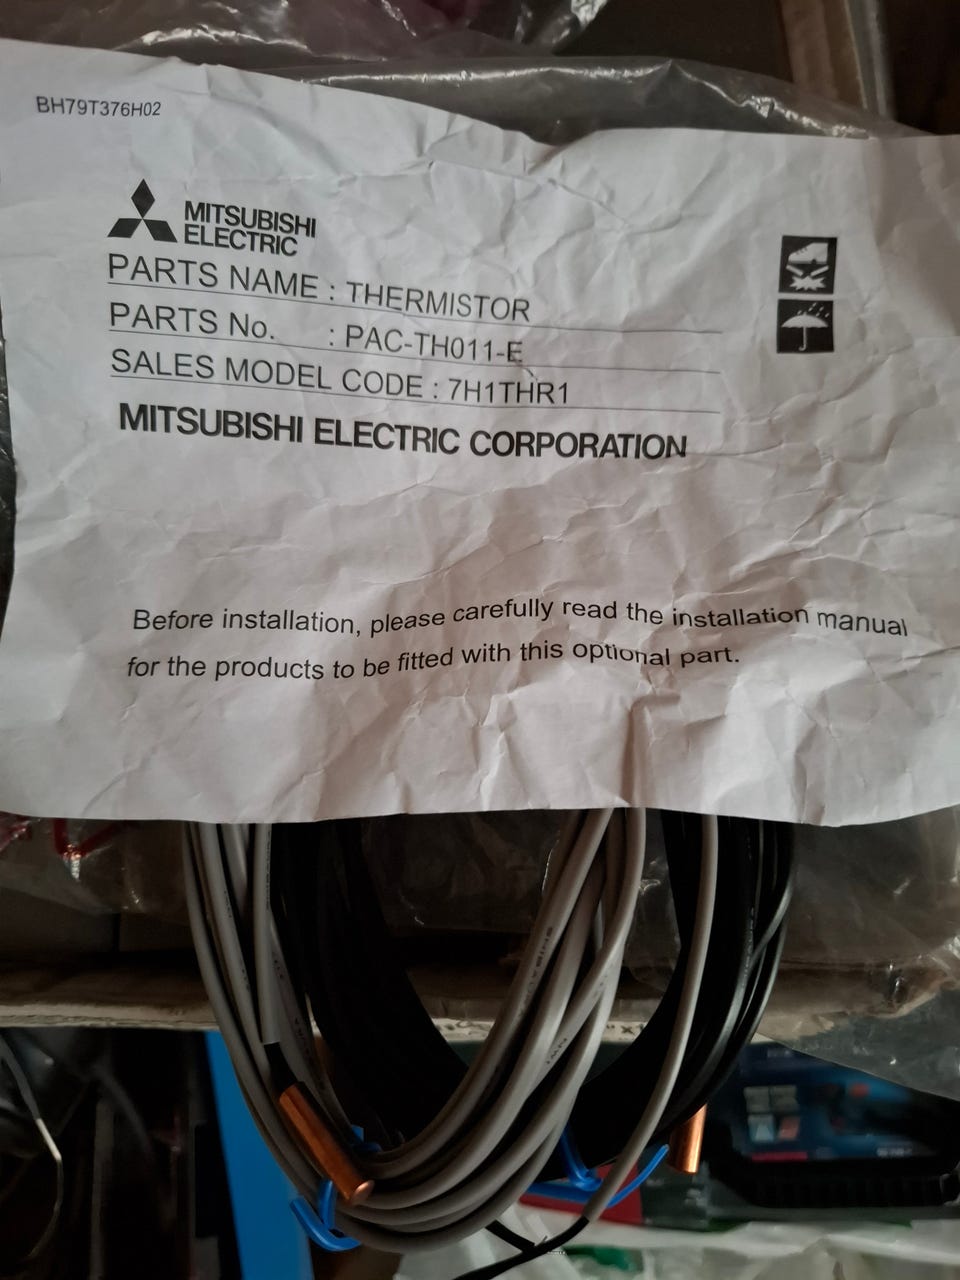 BH79T376H02
MITSUBISHI
ELECTRIC
PARTS NAME : THERMISTOR
PARTS No. : PAC-TH011-E
SALES MODEL CODE : 7H1THR1
MITSUBISHI ELECTRIC CORPORATION
Before installation, please carefully read the installation manual
for the products to be fitted with this optional part.